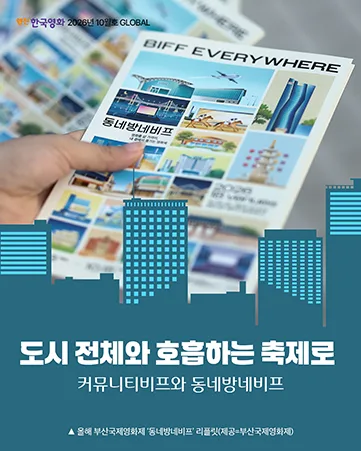 한국영화 2026년 10월호 GLOBAL
BIFF EVERYWHERE
동네방네비프
도시 전체와 호흡하는 축제로
커뮤니티비프와 동네방네비프
▲ 올해 부산국제영화제 '동네방네비프' 리플릿(제공=부산국제영화제)